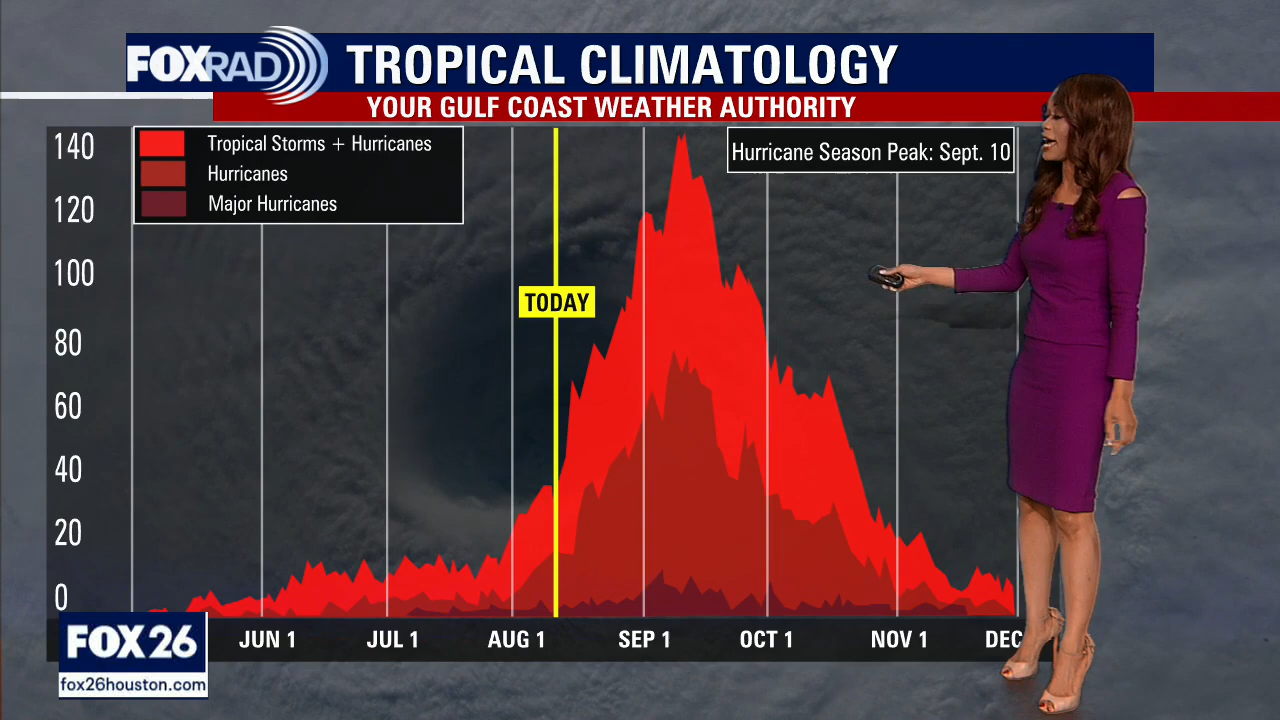 FOXRAD
TROPICAL CLIMATOLOGY
YOUR GULF COAST WEATHER AUTHORITY
140
120
100
80
60
40
20
0
Tropical Storms + Hurricanes
Hurricanes
Major Hurricanes
Hurricane Season Peak: Sept. 10
TODAY
JUN 1
JUL 1
AUG 1
SEP 1
OCT 1
NOV 1
DEC
FOX 26
fox26houston.com